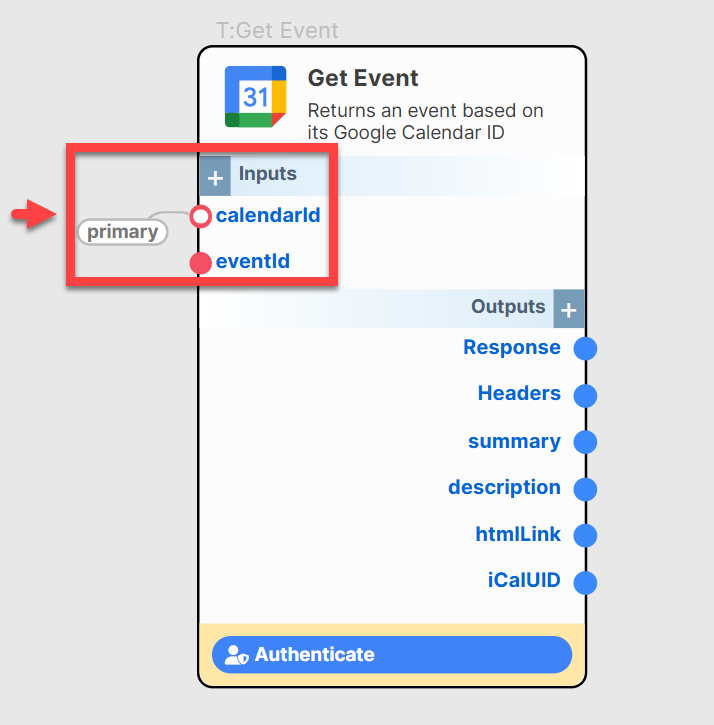 T:Get Event
31
Get Event
Returns an event based on
its Google Calendar ID
+ Inputs
calendarId
primary
eventId
Outputs +
Response
Headers
summary
description
htmlLink
iCalUID
Authenticate